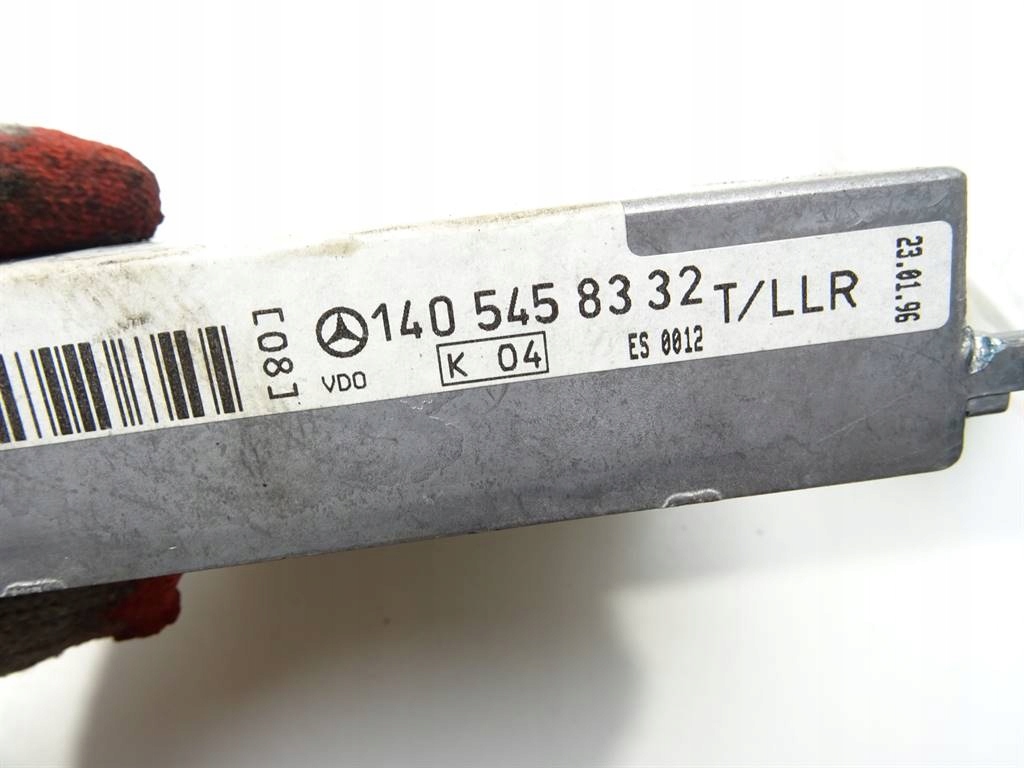 [08]
140 545 83 32 T/LLR
VDO
K 04
ES 0012
23.01.96